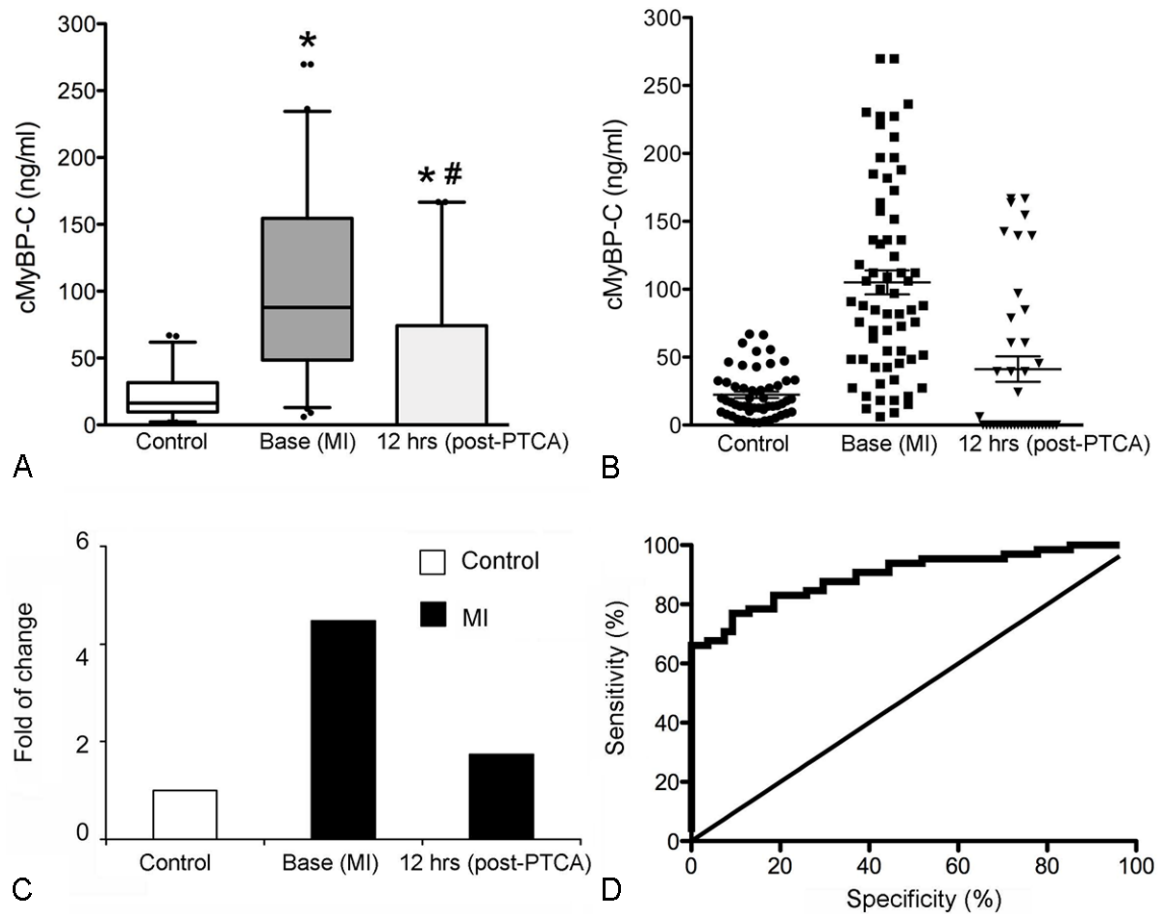 300
250
200
150
100
50
0
cMyBP-C (ng/ml)
*
* #
Control
Base (MI)
12 hrs (post-PTCA)
A
300
250
200
150
100
50
0
cMyBP-C (ng/ml)
Control
Base (MI)
12 hrs (post-PTCA)
B
6
4
2
0
Fold of change
Control
MI
Control
Base (MI)
12 hrs (post-PTCA)
C
100
80
60
40
20
0
Sensitivity (%)
0 20 40 60 80 100
Specificity (%)
D